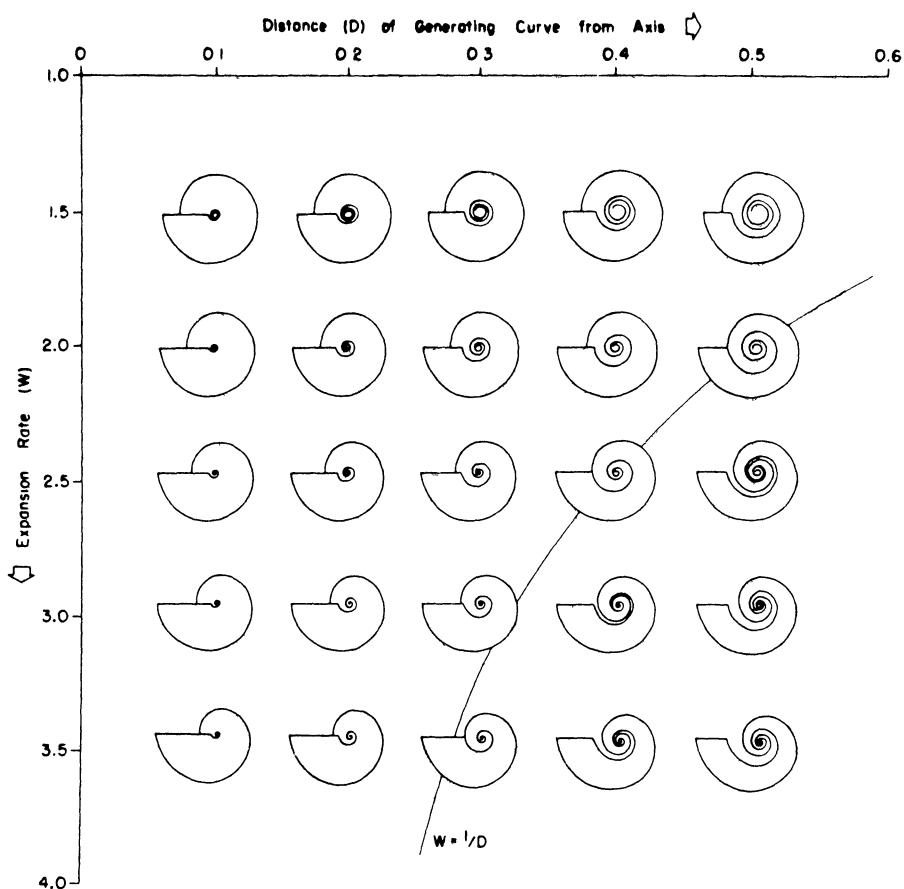 Distance (D) of Generating Curve from Axis
0 0 1 0 2 0 3 0.4 0.5 0.6
1.0
1.5
2.0
2.5
3.0
3.5
4.0
Expansion Rate (W)
W = 1/D